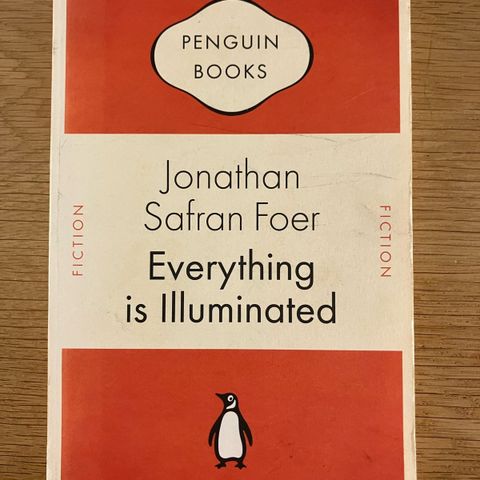 PENGUIN
BOOKS
Jonathan
Safran Foer
Everything
is Illuminated
FICTION
FICTION